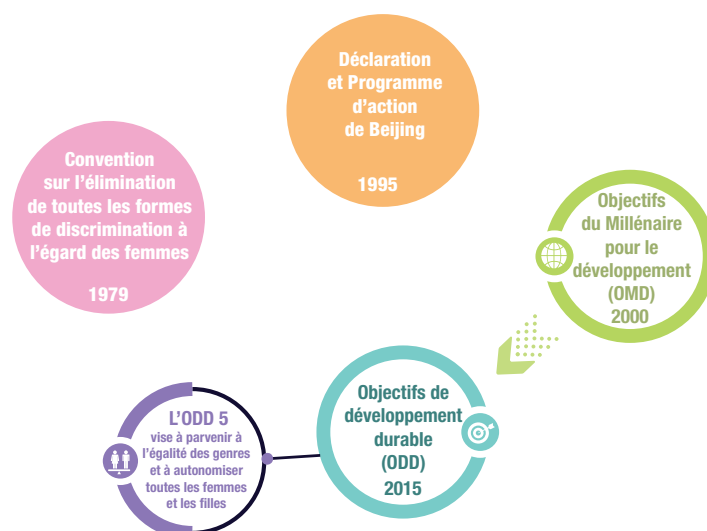 Déclaration
et Programme
d'action
de Beijing
1995
Convention
sur l'élimination
de toutes les formes
de discrimination à
l'égard des femmes
1979
Objectifs
du Millénaire
pour le
développement
(OMD)
2000
Objectifs de
développement
durable
(ODD)
2015
L'ODD 5
vise à parvenir à
l'égalité des genres
et à autonomiser
toutes les femmes
et les filles